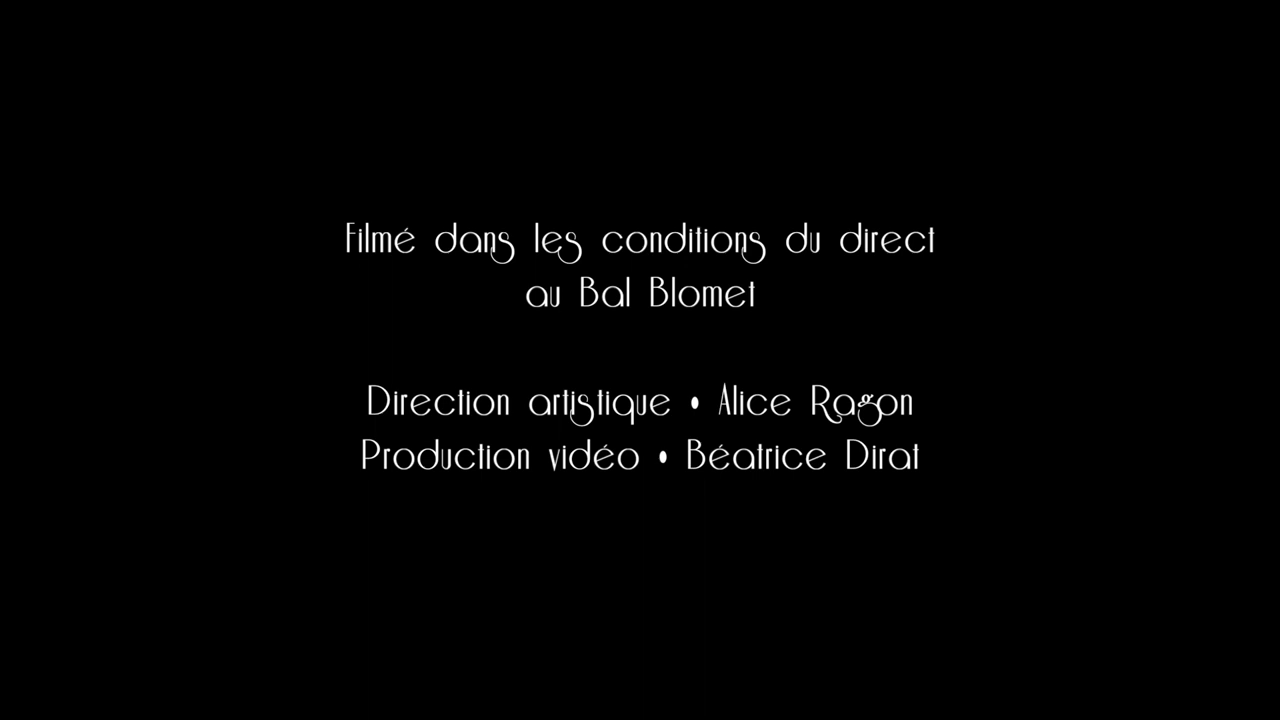 Filmé dans les conditions du direct
au Bal Blomet
Direction artistique • Alice Ragon
Production vidéo • Béatrice Dirat